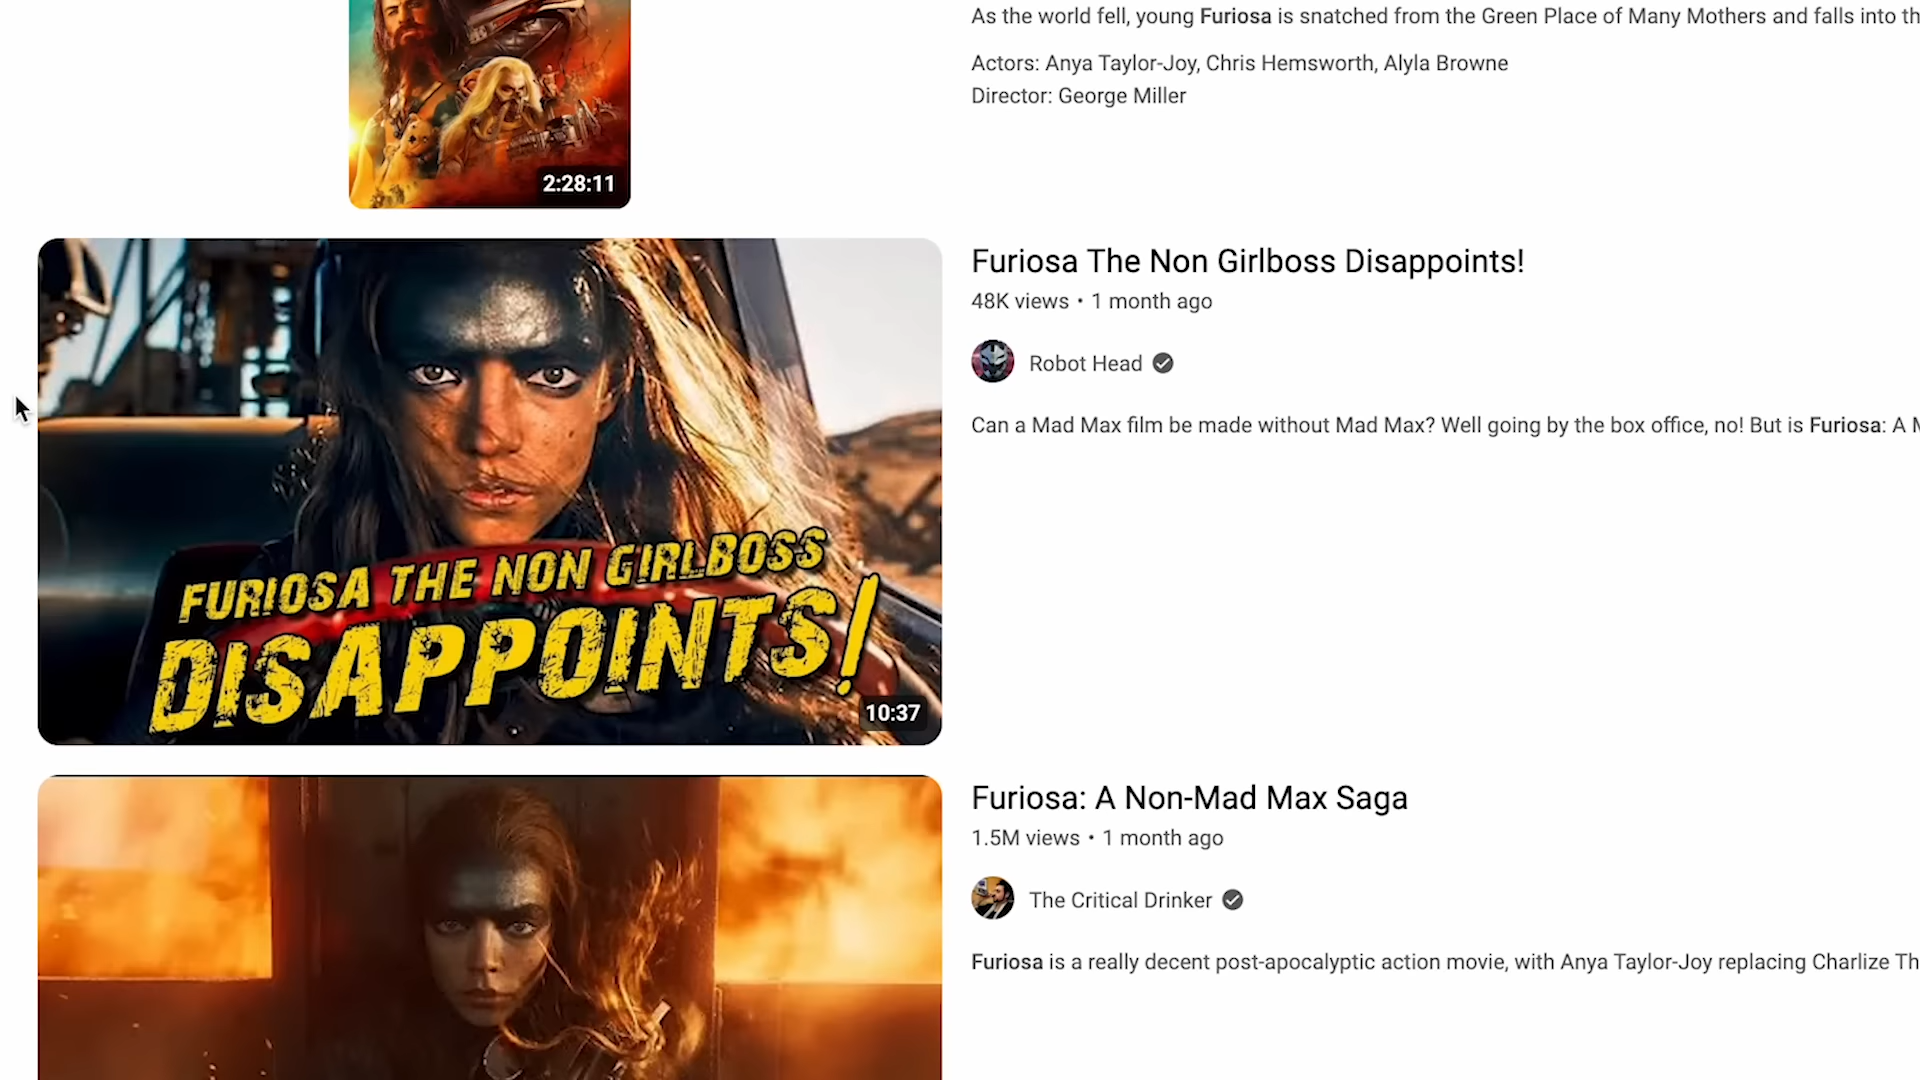 As the world fell, young Furiosa is snatched from the Green Place of Many Mothers and falls into th
Actors: Anya Taylor-Joy, Chris Hemsworth, Alyla Browne
Director: George Miller
2:28:11
Furiosa The Non Girlboss Disappoints!
48K views • 1 month ago
Robot Head
Can a Mad Max film be made without Mad Max? Well going by the box office, no! But is Furiosa: A M
FURIOSA THE NON GIRLBOSS
DISAPPOINTS!
10:37
Furiosa: A Non-Mad Max Saga
1.5M views • 1 month ago
The Critical Drinker
Furiosa is a really decent post-apocalyptic action movie, with Anya Taylor-Joy replacing Charlize Th